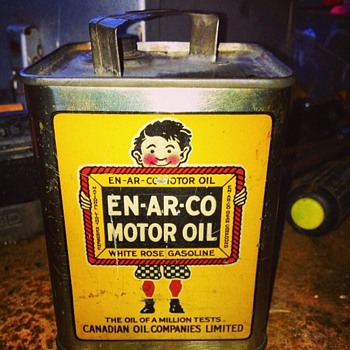 EN-AR-CO MOTOR OIL
EN-AR-CO
MOTOR OIL
WHITE ROSE GASOLINE
THE OIL OF A MILLION TESTS
CANADIAN OIL COMPANIES LIMITED